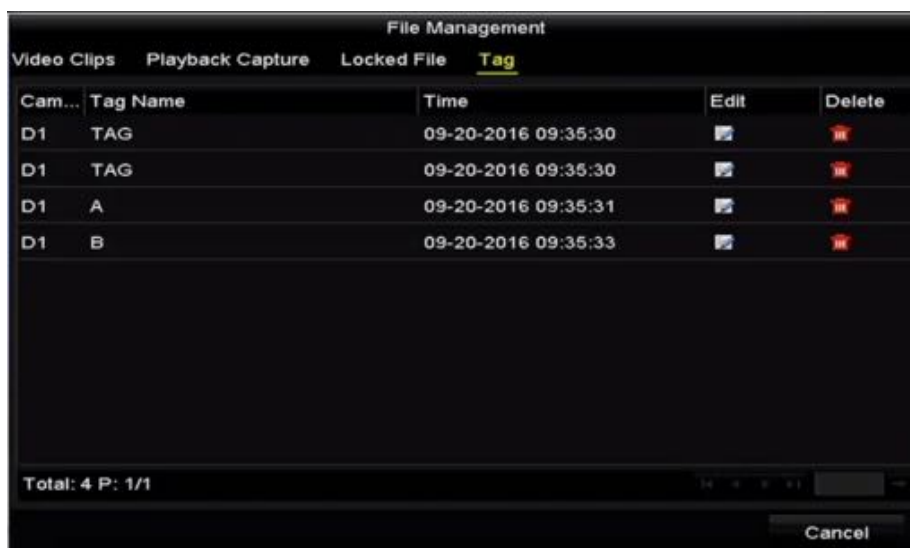 File Management
Video Clips Playback Capture Locked File Tag
Cam... Tag Name Time Edit Delete
D1 TAG 09-20-2016 09:35:30
D1 TAG 09-20-2016 09:35:30
D1 A 09-20-2016 09:35:31
D1 B 09-20-2016 09:35:33
Total: 4 P: 1/1
Cancel